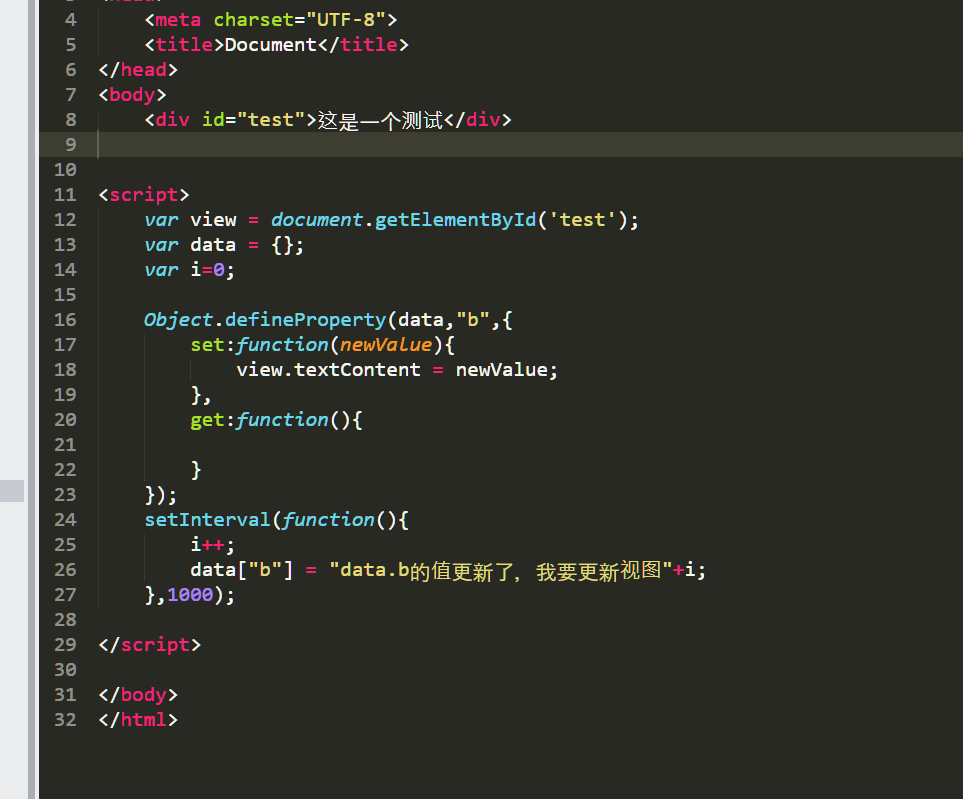 4     <meta charset="UTF-8">
5     <title>Document</title>
6 </head>
7 <body>
8     <div id="test">这是一个测试</div>
9
10
11 <script>
12     var view = document.getElementById('test');
13     var data = {};
14     var i=0;
15
16     Object.defineProperty(data,"b",{
17         set:function(newValue){
18             view.textContent = newValue;
19         },
20         get:function(){
21
22         }
23     });
24     setInterval(function(){
25         i++;
26         data["b"] = "data.b的值更新了，我要更新视图"+i;
27     },1000);
28
29 </script>
30
31 </body>
32 </html>